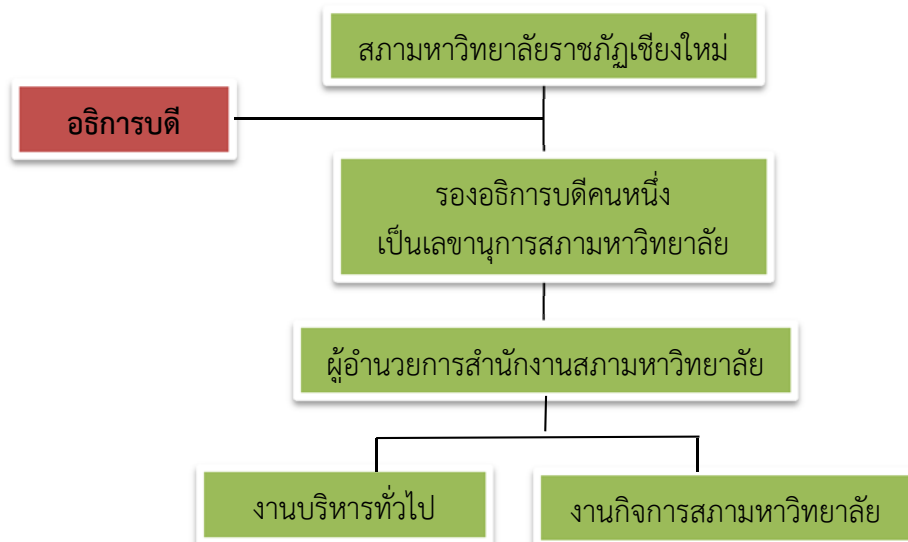 สภามหาวิทยาลัยราชภัฏเชียงใหม่
อธิการบดี
รองอธิการบดีคนหนึ่ง
เป็นเลขานุการสภามหาวิทยาลัย
ผู้อำนวยการสำนักงานสภามหาวิทยาลัย
งานบริหารทั่วไป
งานกิจการสภามหาวิทยาลัย